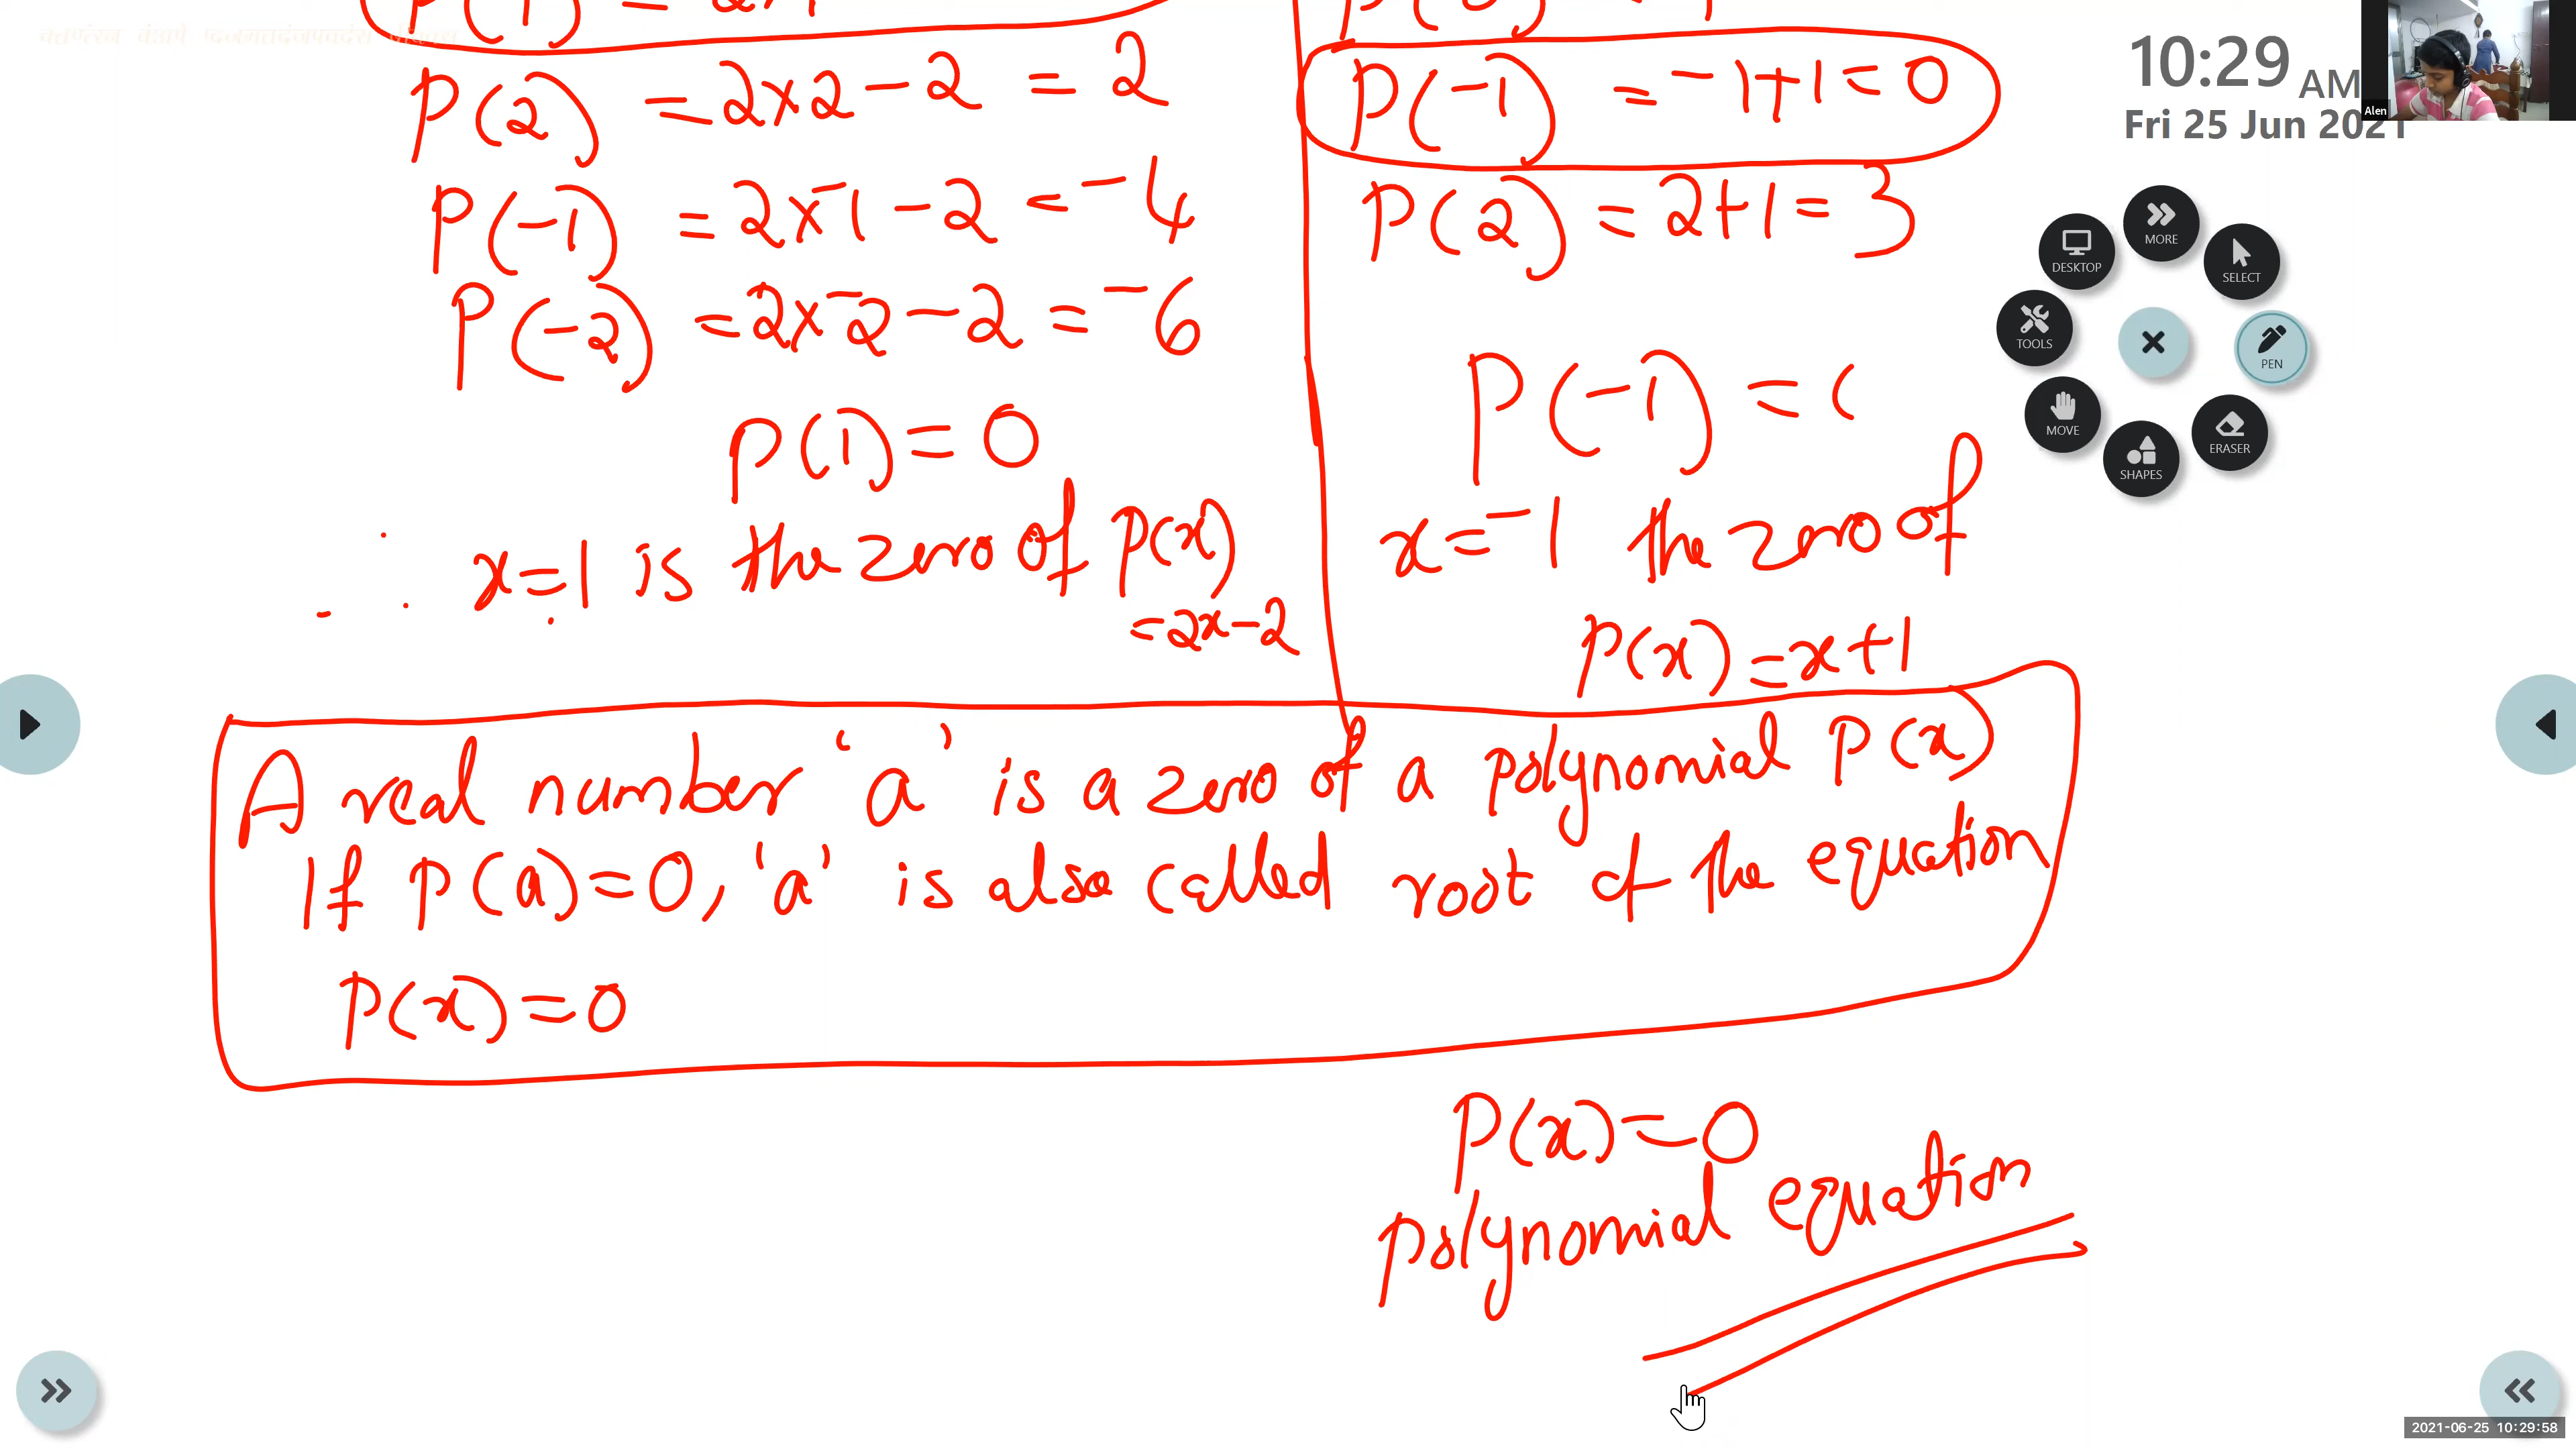 P(2) = 2×2-2 = 2
P(-1) = 2×-1-2 = -4
P(-2) = 2×-2-2 = -6
P(1) = 0
∴ x=1 is the zero of P(x)
=2x-2
P(-1) = -1+1=0
P(2) = 2+1= 3
P(-1) = (
x=-1 the zero of
P(x)=x+1
A real number 'a' is a zero of a polynomial P(x)
If P(a)=0, 'a' is also called root of the equation
P(x)=0
P(x)=0
polynomial equation
10:29 AM
Fri 25 Jun 2021
Alen
MORE
DESKTOP
SELECT
TOOLS
PEN
MOVE
ERASER
SHAPES
2021-06-25 10:29:58